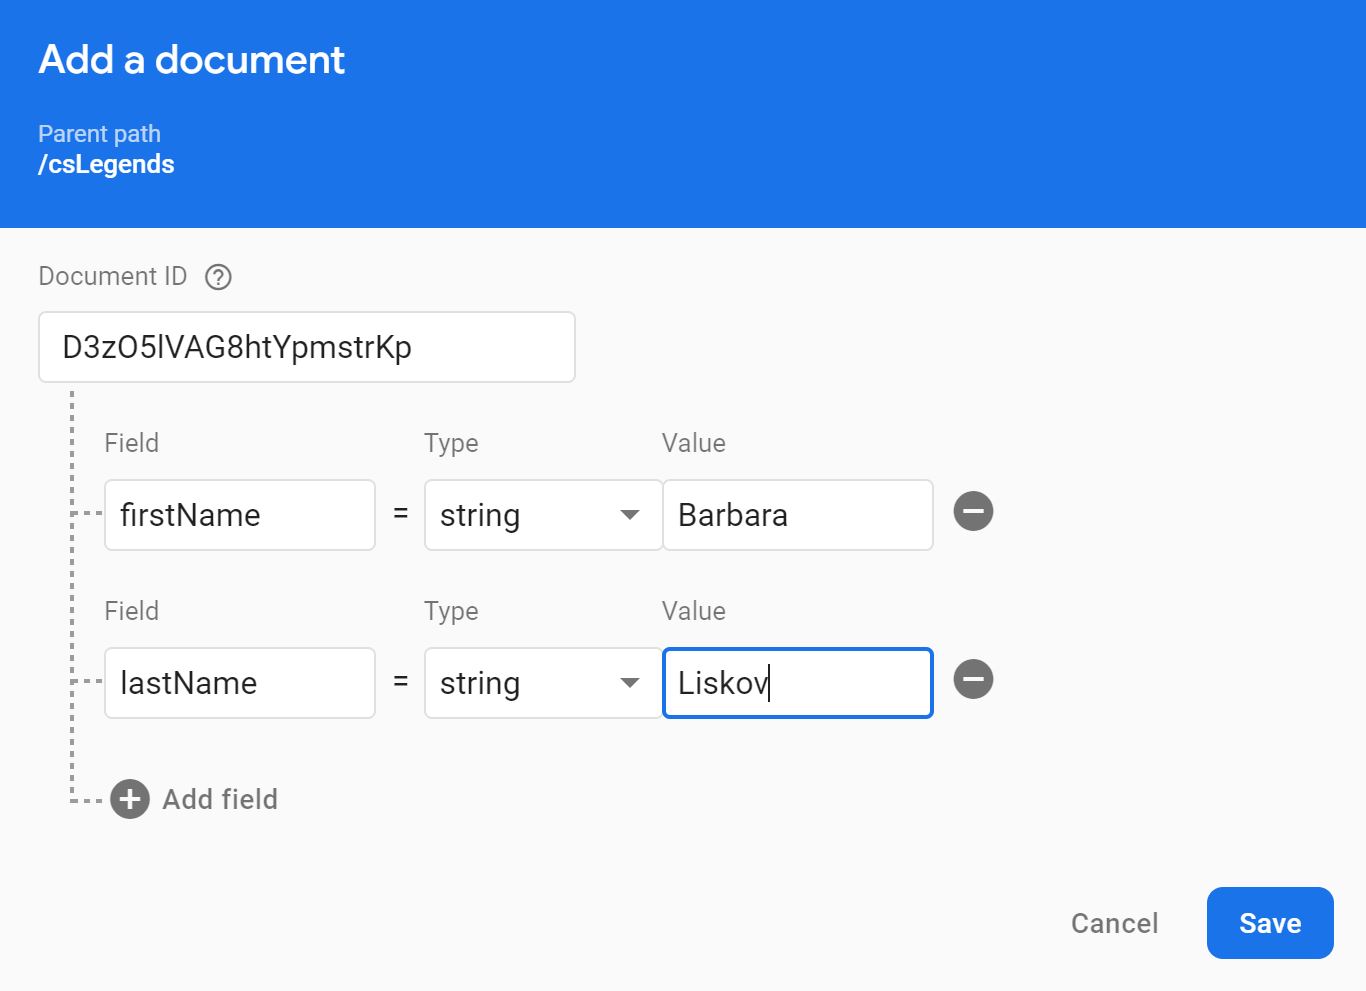 Add a document
Parent path
/csLegends
Document ID ?
D3zO5lVAG8htYpmstrKp
Field Type Value
firstName = string Barbara
Field Type Value
lastName = string Liskov
Add field
Cancel Save